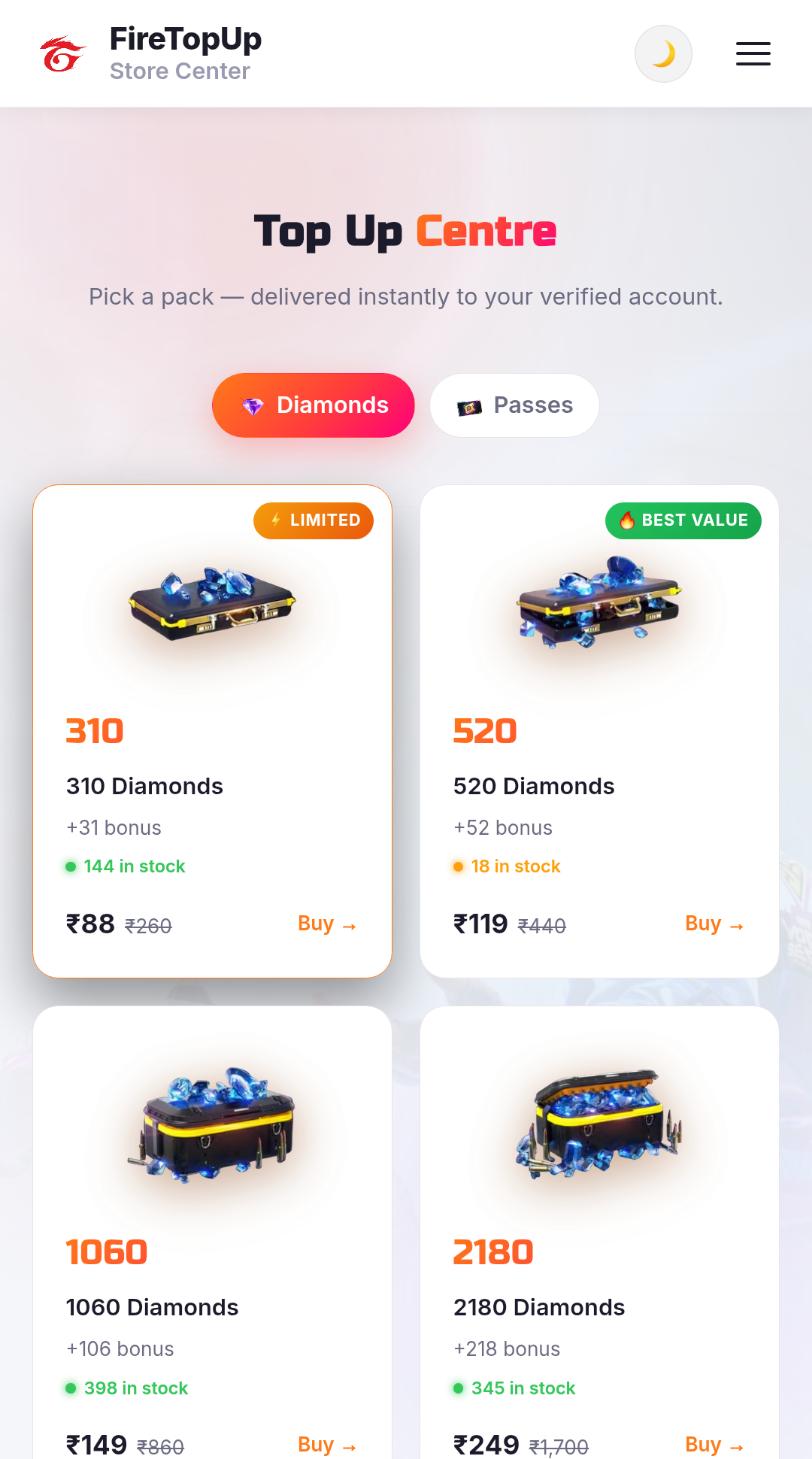 FireTopUp
Store Center
Top Up Centre
Pick a pack — delivered instantly to your verified account.
Diamonds
Passes
LIMITED
310
310 Diamonds
+31 bonus
144 in stock
₹88 ₹260
Buy →
BEST VALUE
520
520 Diamonds
+52 bonus
18 in stock
₹119 ₹440
Buy →
1060
1060 Diamonds
+106 bonus
398 in stock
₹149 ₹860
Buy →
2180
2180 Diamonds
+218 bonus
345 in stock
₹249 ₹1,700
Buy →